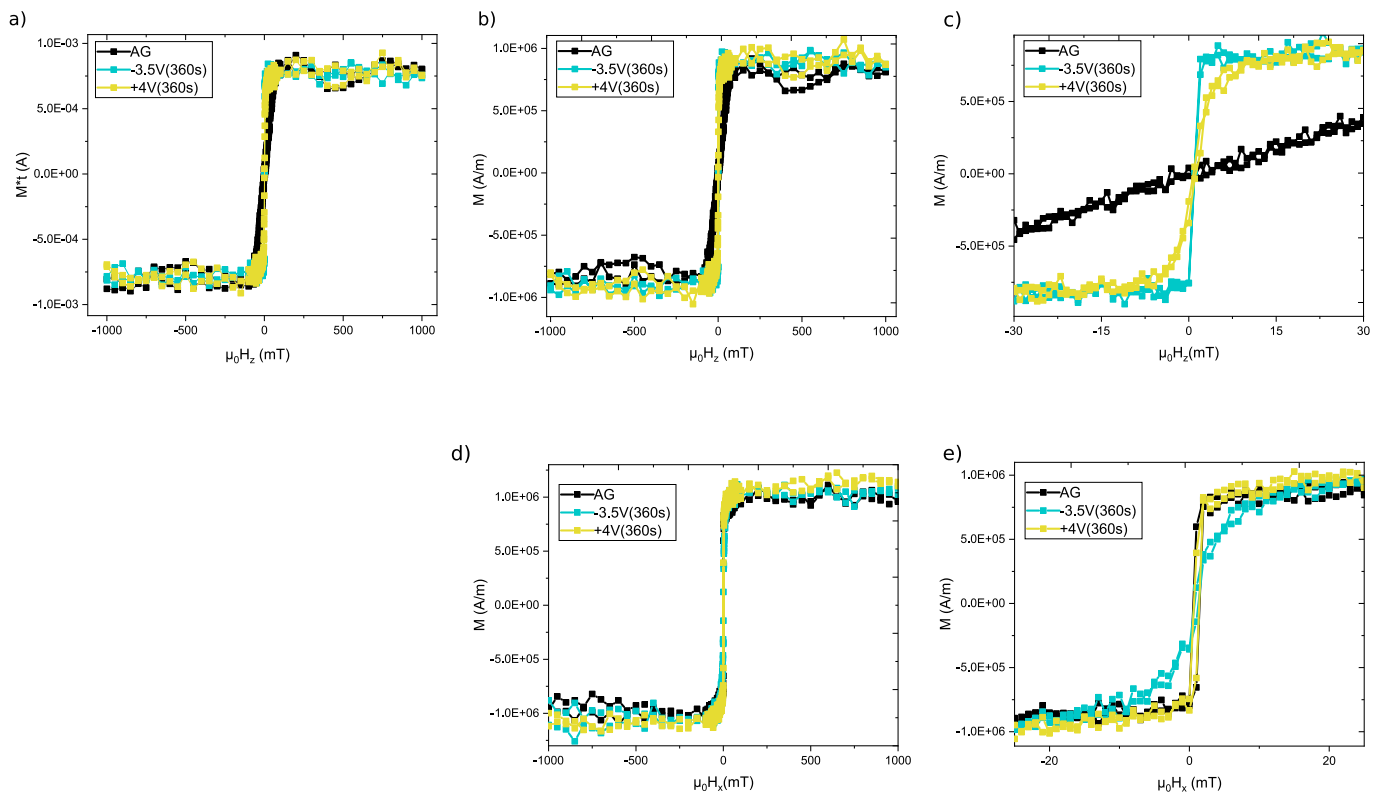 a)
AG
-3.5V(360s)
+4V(360s)
1.0E-03
5.0E-04
0.0E+00
-5.0E-04
-1.0E-03
M*t (A)
-1000 -500 0 500 1000
μ₀H_z (mT)
b)
AG
-3.5V(360s)
+4V(360s)
1.0E+06
5.0E+05
0.0E+00
-5.0E+05
-1.0E+06
M (A/m)
-1000 -500 0 500 1000
μ₀H_z (mT)
c)
AG
-3.5V(360s)
+4V(360s)
5.0E+05
0.0E+00
-5.0E+05
M (A/m)
-30 -15 0 15 30
μ₀H_z(mT)
d)
AG
-3.5V(360s)
+4V(360s)
1.0E+06
5.0E+05
0.0E+00
-5.0E+05
-1.0E+06
M (A/m)
-1000 -500 0 500 1000
μ₀H_x(mT)
e)
AG
-3.5V(360s)
+4V(360s)
1.0E+06
5.0E+05
0.0E+00
-5.0E+05
-1.0E+06
M (A/m)
-20 0 20
μ₀H_x (mT)